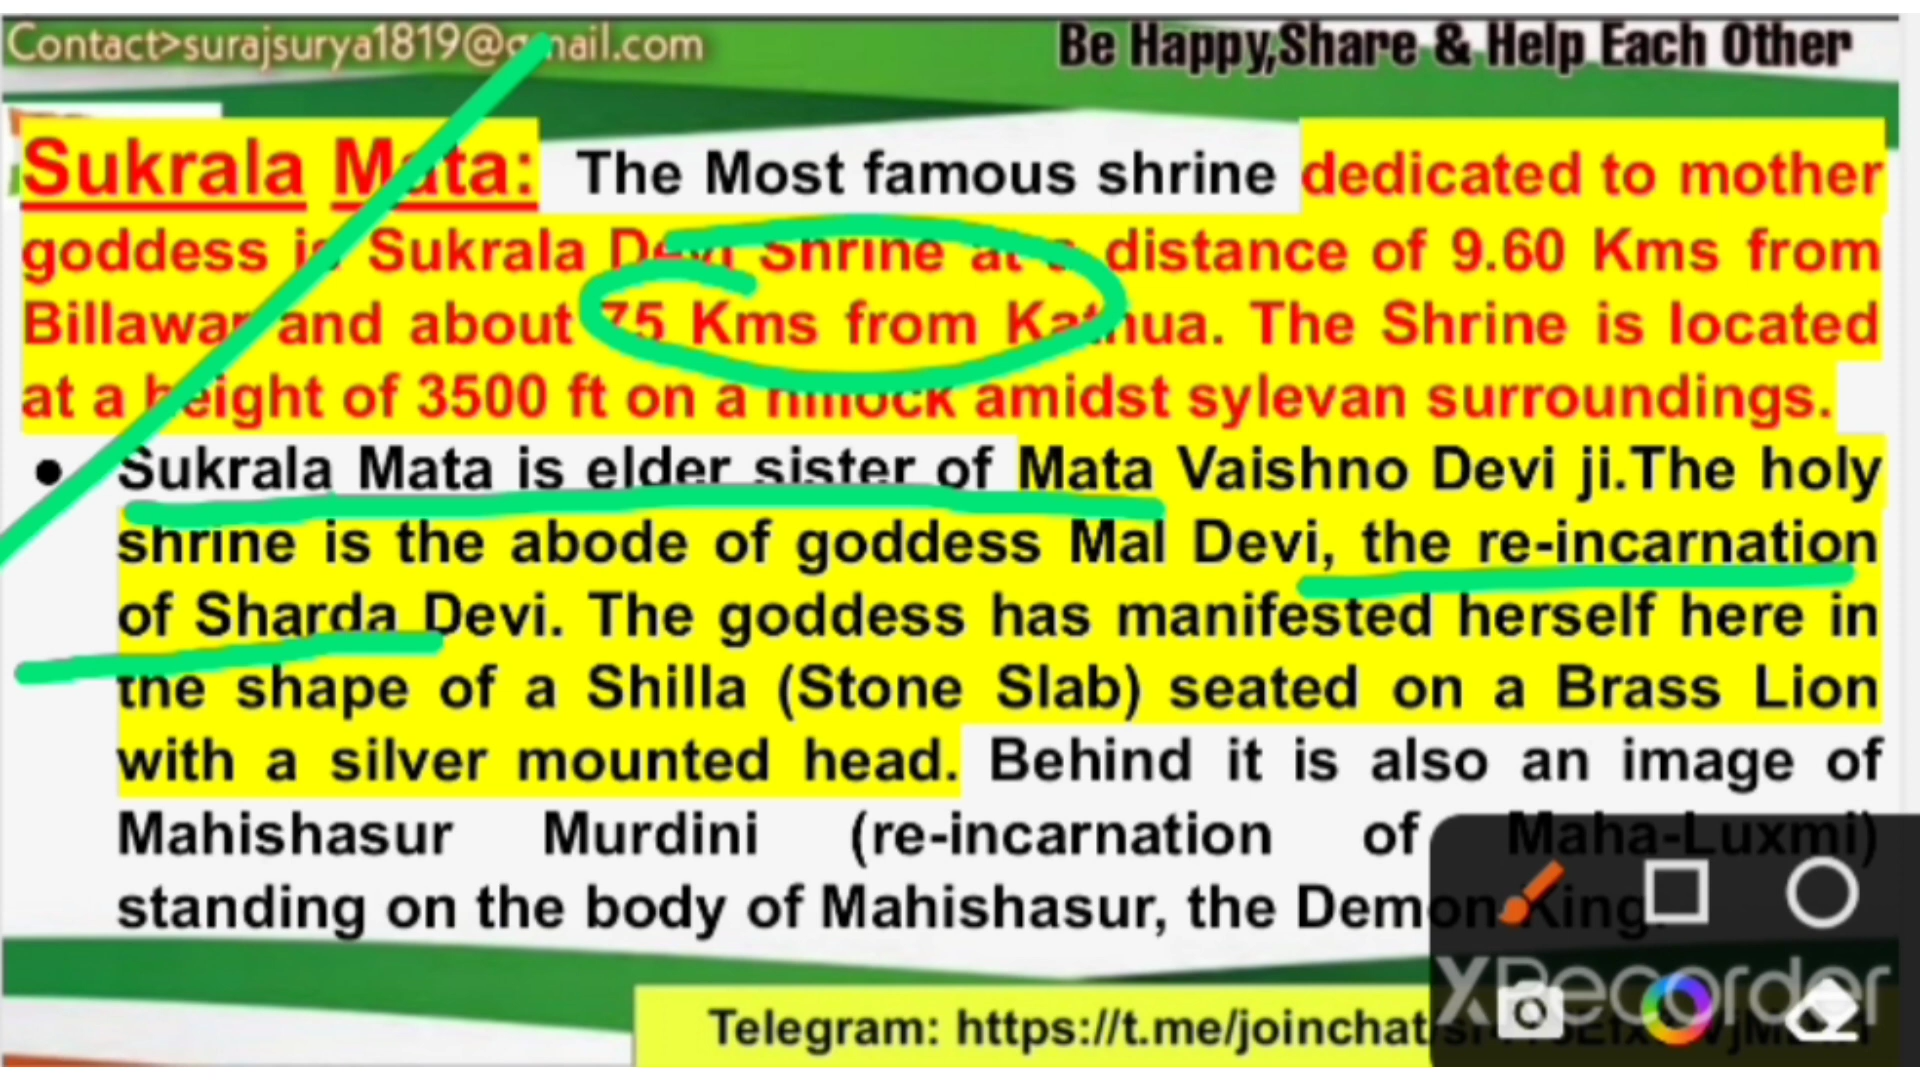 Contact>surajsurya1819@gmail.com
Be Happy,Share & Help Each Other
Sukrala Mata: The Most famous shrine dedicated to mother
goddess is Sukrala Devi Shrine at a distance of 9.60 Kms from
Billawar and about 75 Kms from Kathua. The Shrine is located
at a height of 3500 ft on a hillock amidst sylevan surroundings.
● Sukrala Mata is elder sister of Mata Vaishno Devi ji.The holy
shrine is the abode of goddess Mal Devi, the re-incarnation
of Sharda Devi. The goddess has manifested herself here in
the shape of a Shilla (Stone Slab) seated on a Brass Lion
with a silver mounted head. Behind it is also an image of
Mahishasur Murdini (re-incarnation of Maha-Luxmi)
standing on the body of Mahishasur, the Demon King.
XRecorder
Telegram: https://t.me/joinchat